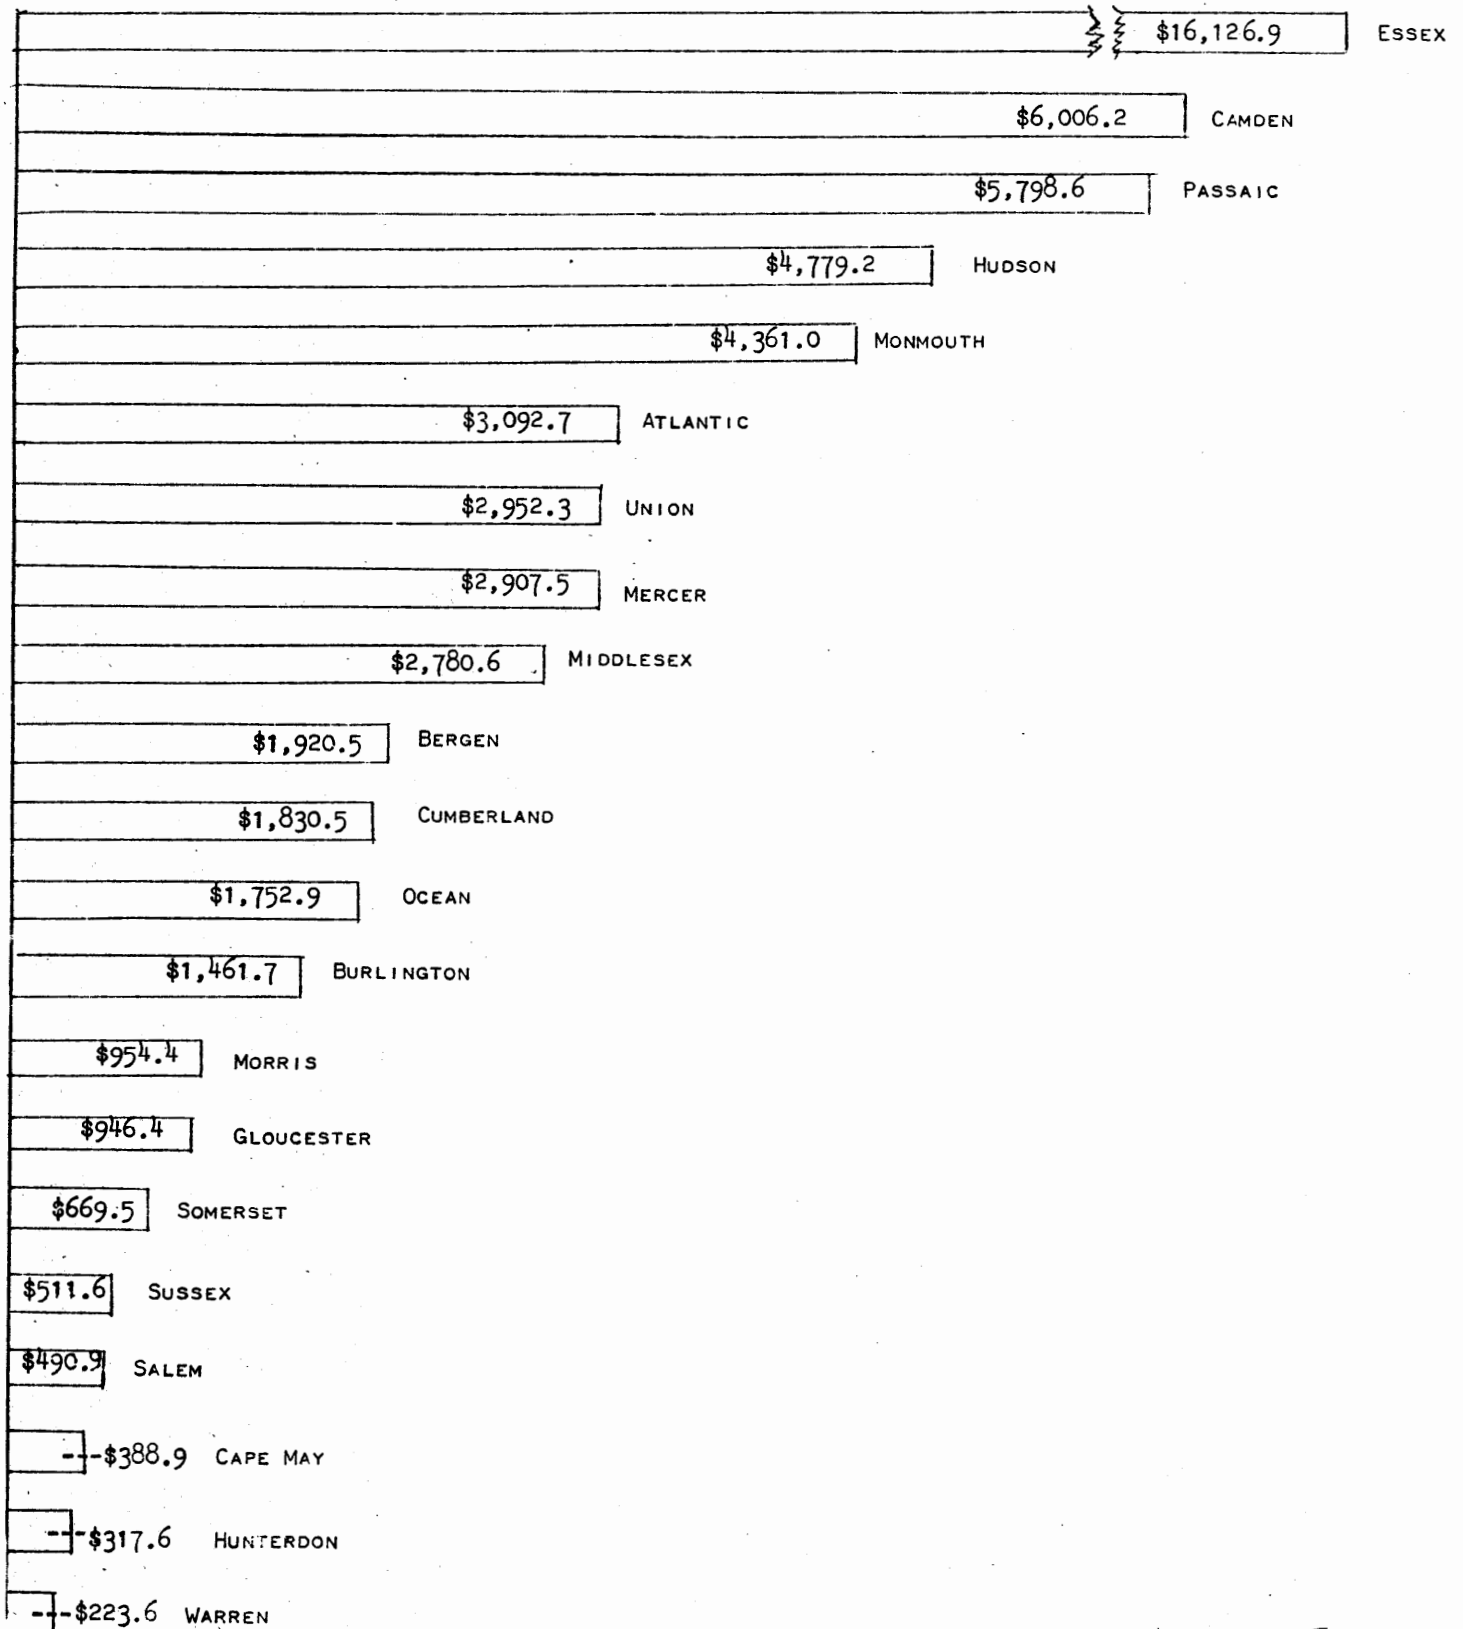 $16,126.9 ESSEX
$6,006.2 CAMDEN
$5,798.6 PASSAIC
$4,779.2 HUDSON
$4,361.0 MONMOUTH
$3,092.7 ATLANTIC
$2,952.3 UNION
$2,907.5 MERCER
$2,780.6 MIDDLESEX
$1,920.5 BERGEN
$1,830.5 CUMBERLAND
$1,752.9 OCEAN
$1,461.7 BURLINGTON
$954.4 MORRIS
$946.4 GLOUCESTER
$669.5 SOMERSET
$511.6 SUSSEX
$490.9 SALEM
$388.9 CAPE MAY
$317.6 HUNTERDON
$223.6 WARREN